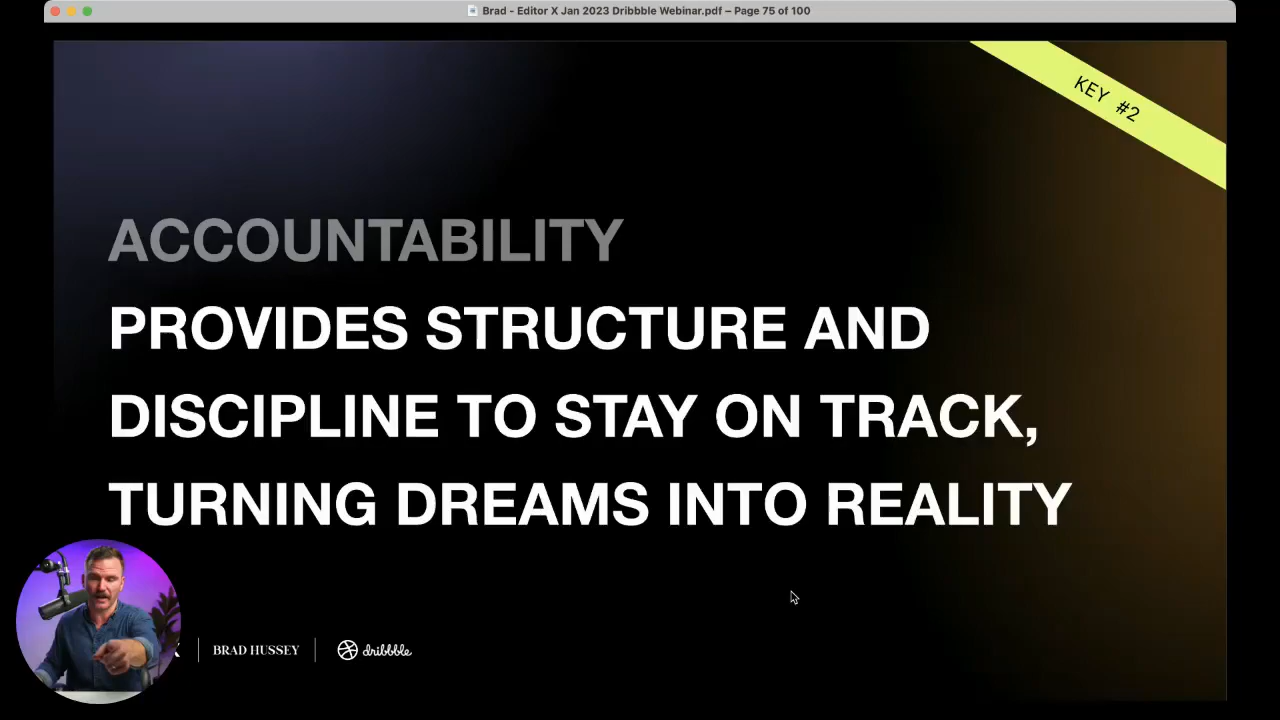 Brad - Editor X Jan 2023 Dribbble Webinar.pdf – Page 75 of 100
KEY #2
ACCOUNTABILITY
PROVIDES STRUCTURE AND
DISCIPLINE TO STAY ON TRACK,
TURNING DREAMS INTO REALITY
BRAD HUSSEY
dribbble